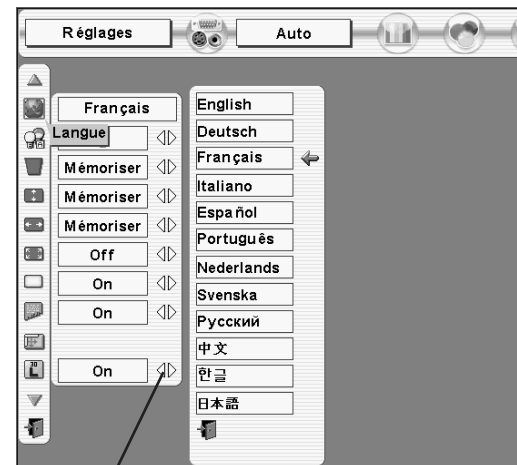 Réglages
Auto
Français
Langue
Mémoriser
Mémoriser
Mémoriser
Off
On
On
On
English
Deutsch
Français
Italiano
Español
Português
Nederlands
Svenska
Русский
中文
한글
日本語